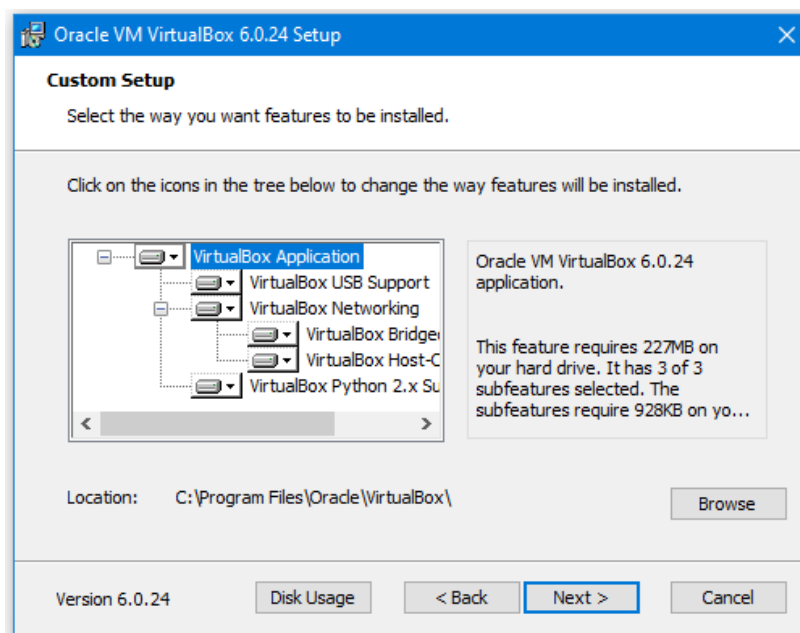 Oracle VM VirtualBox 6.0.24 Setup
Custom Setup
Select the way you want features to be installed.
Click on the icons in the tree below to change the way features will be installed.
VirtualBox Application
VirtualBox USB Support
VirtualBox Networking
VirtualBox
VirtualBox
VirtualBox Python 2.x
Oracle VM VirtualBox 6.0.24
application.
This feature requires 227MB on
your hard drive. It has 3 of 3
subfeatures selected. The
subfeatures require 928KB on yo...
Location: C:\Program Files\Oracle\VirtualBox\
Browse
Version 6.0.24
Disk Usage
< Back
Next >
Cancel